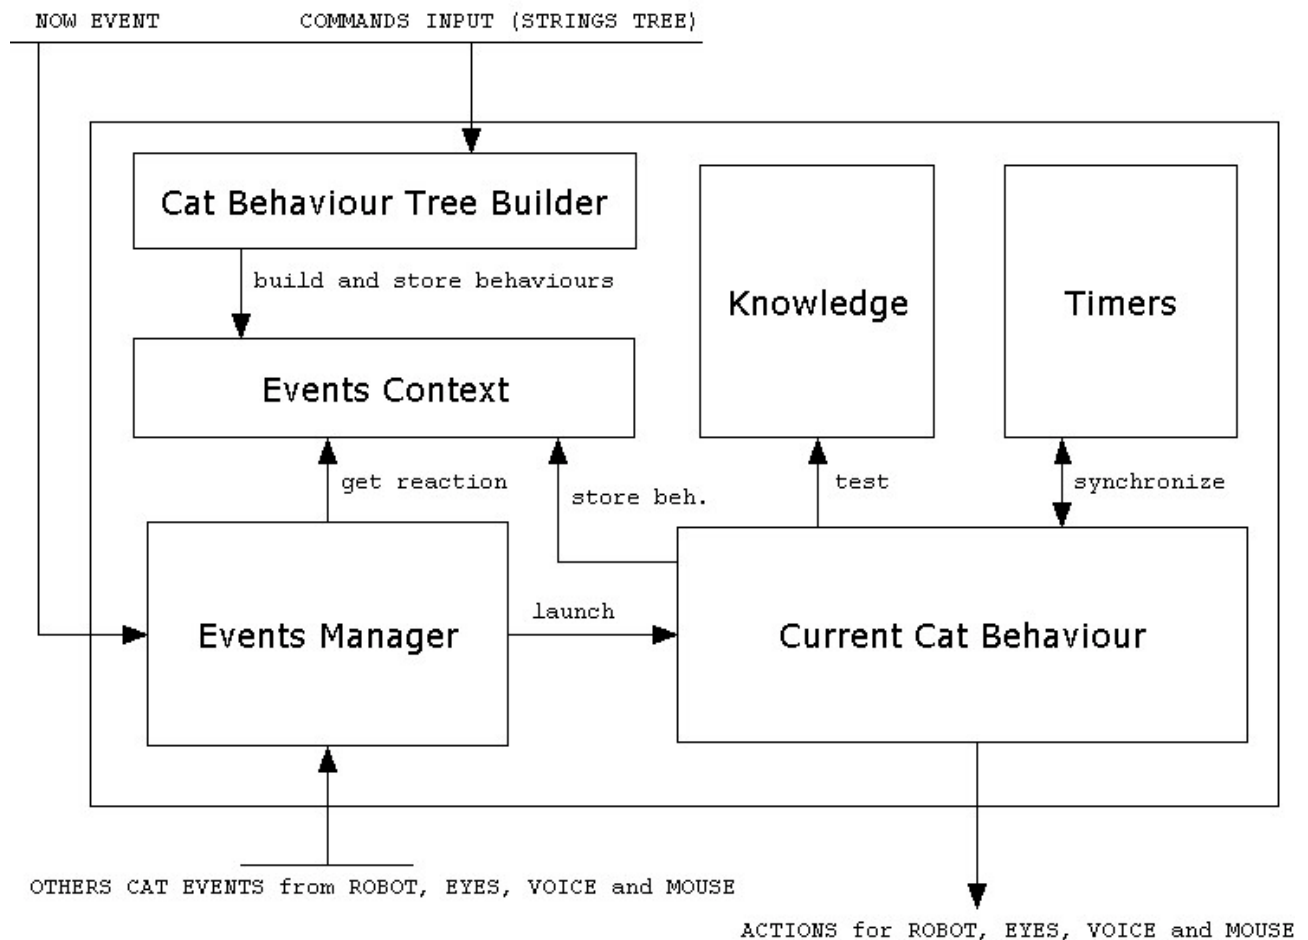 NOW EVENT
COMMANDS INPUT (STRINGS TREE)
Cat Behaviour Tree Builder
build and store behaviours
Knowledge
Timers
Events Context
get reaction
store beh.
test
synchronize
launch
Events Manager
Current Cat Behaviour
OTHERS CAT EVENTS from ROBOT, EYES, VOICE and MOUSE
ACTIONS for ROBOT, EYES, VOICE and MOUSE